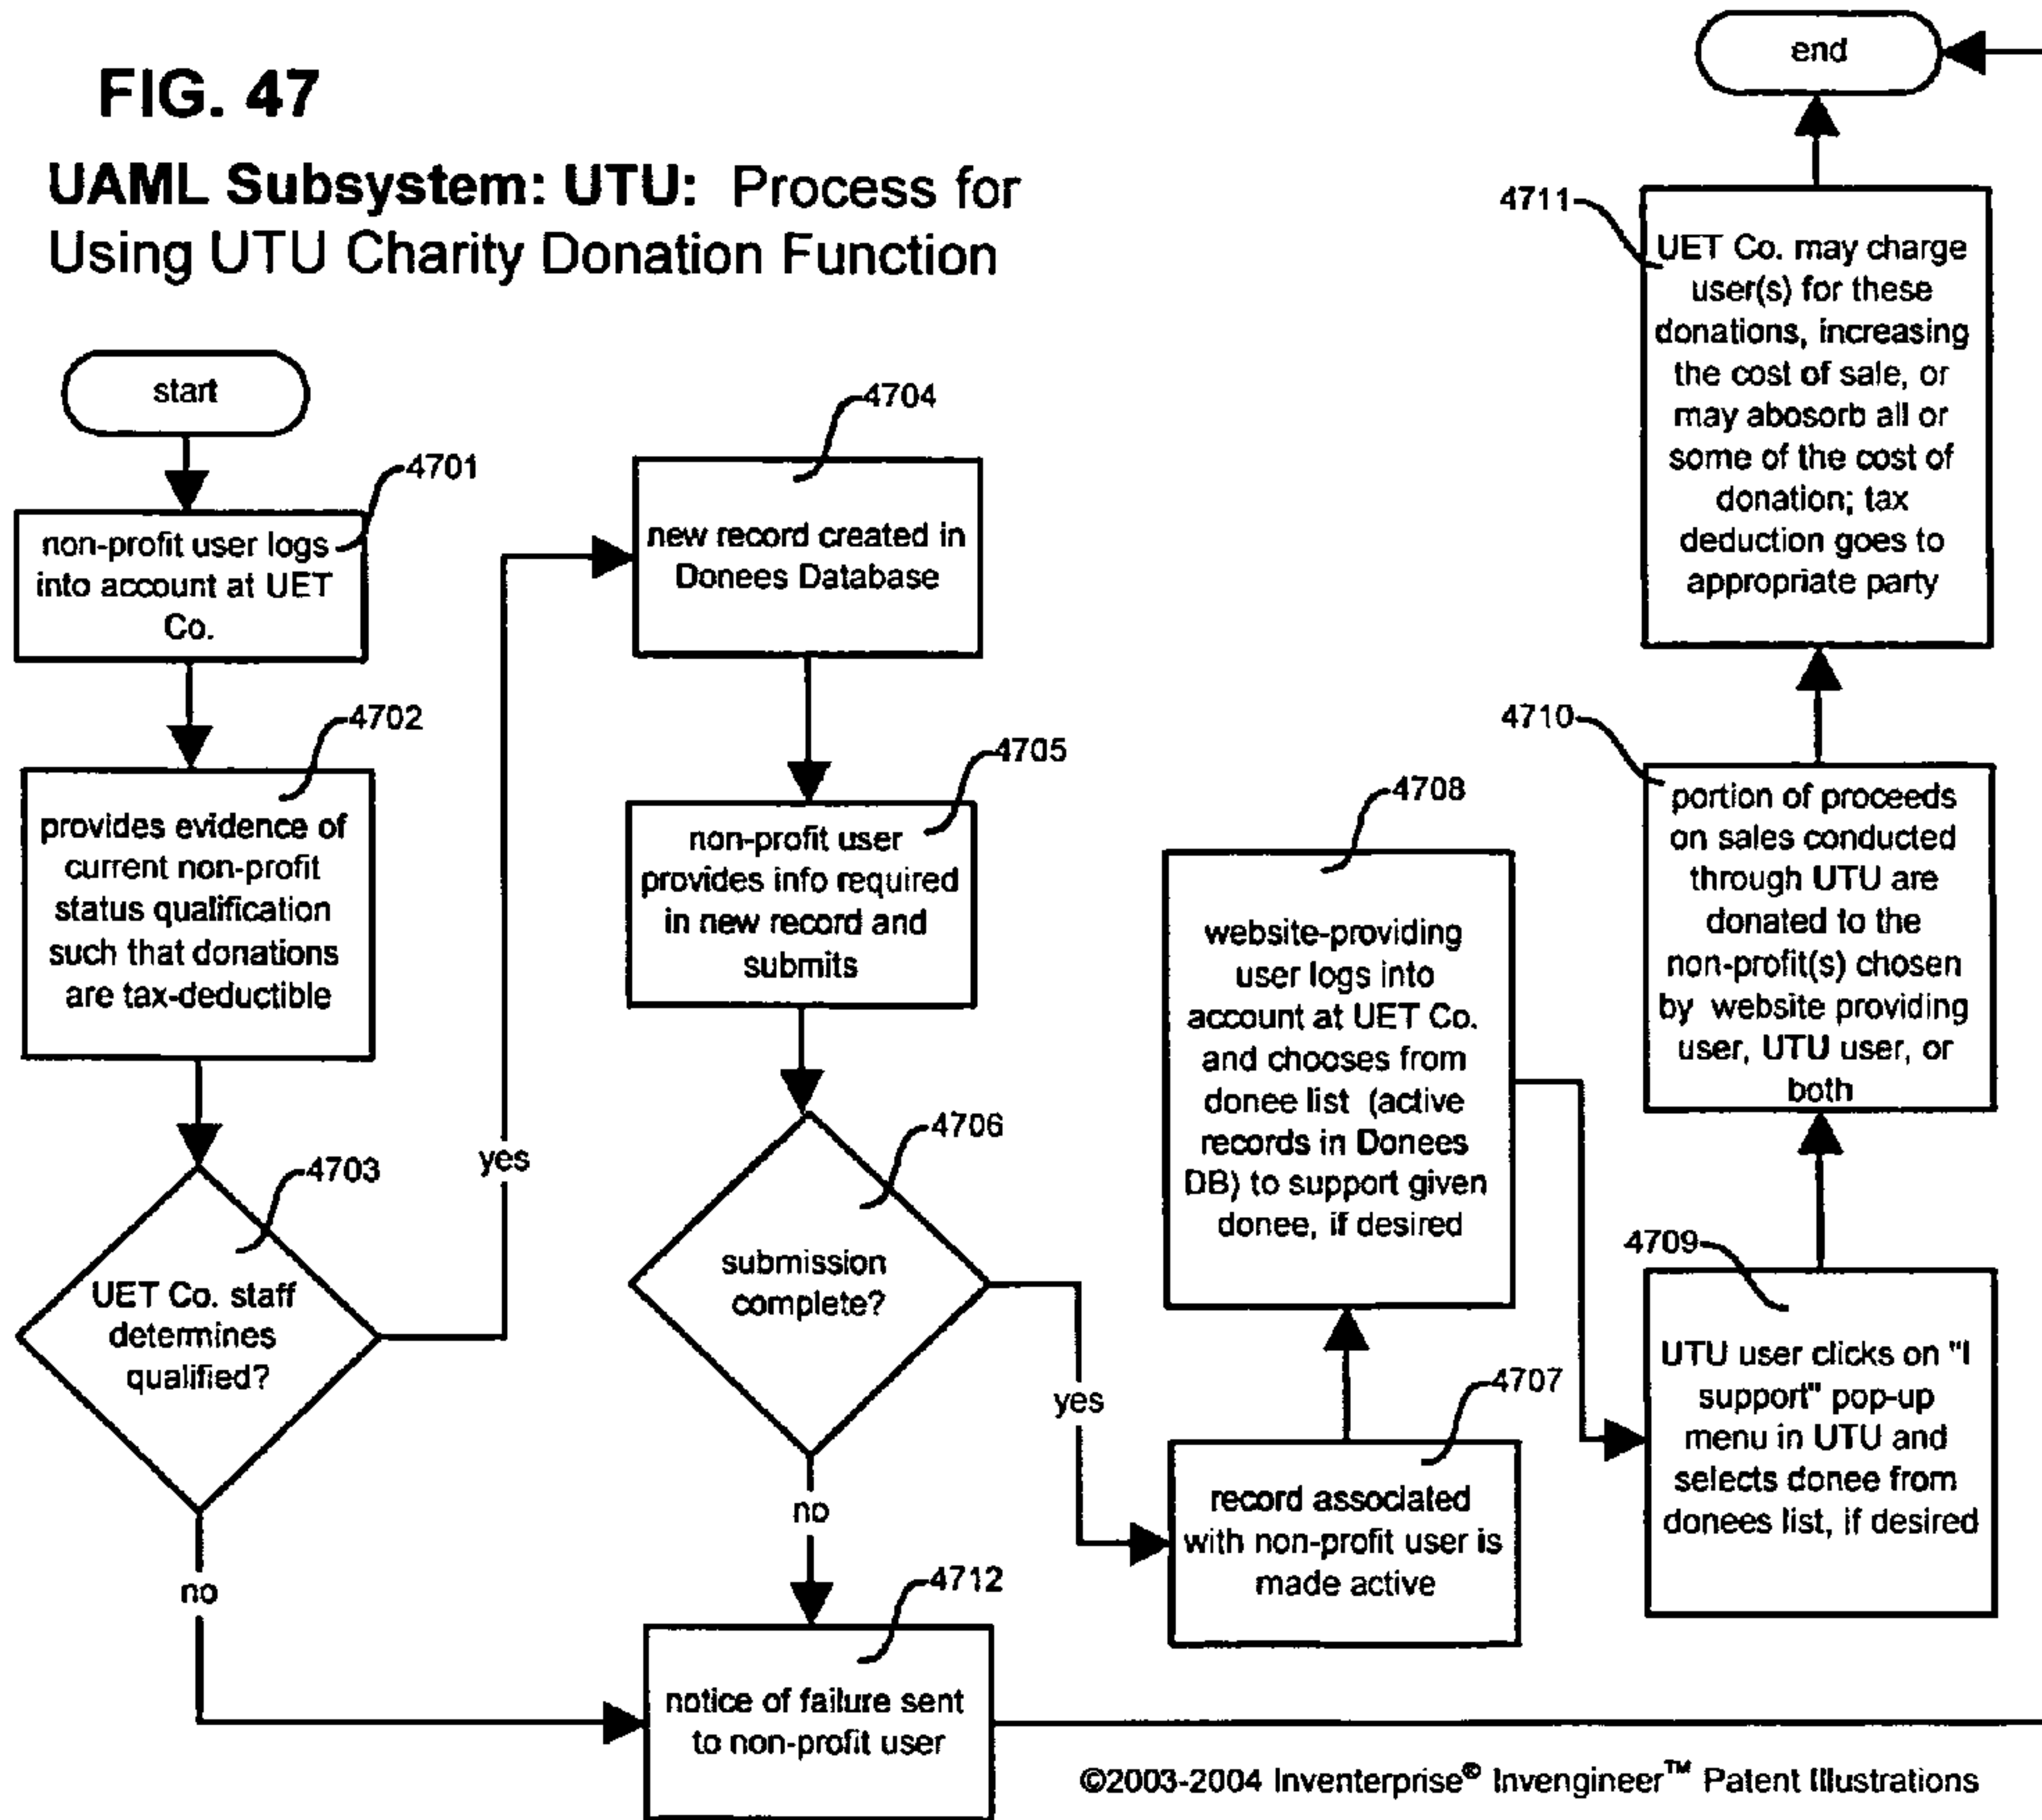 FIG. 47
UAML Subsystem: UTU: Process for
Using UTU Charity Donation Function
start
4701
non-profit user logs
into account at UET
Co.
4702
provides evidence of
current non-profit
status qualification
such that donations
are tax-deductible
4703
UET Co. staff
determines
qualified?
yes
no
4704
new record created in
Donees Database
4705
non-profit user
provides info required
in new record and
submits
4706
submission
complete?
yes
no
4712
notice of failure sent
to non-profit user
4707
record associated
with non-profit user is
made active
4708
website-providing
user logs into
account at UET Co.
and chooses from
donee list (active
records in Donees
DB) to support given
donee, if desired
4709
UTU user clicks on "I
support" pop-up
menu in UTU and
selects donee from
donees list, if desired
4710
portion of proceeds
on sales conducted
through UTU are
donated to the
non-profit(s) chosen
by website providing
user, UTU user, or
both
4711
UET Co. may charge
user(s) for these
donations, increasing
the cost of sale, or
may abosorb all or
some of the cost of
donation; tax
deduction goes to
appropriate party
end
©2003-2004 Inventerprise® Invengineer™ Patent Illustrations